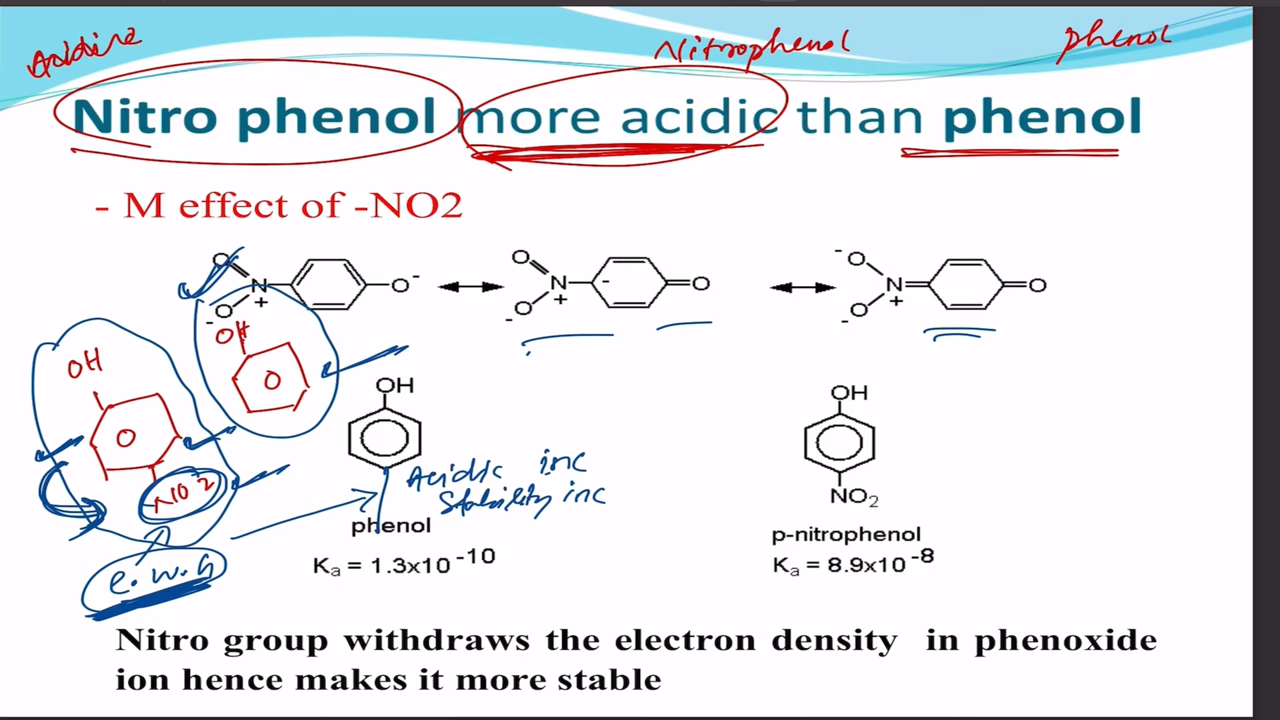 Acidic Nitrophenol phenol
Nitro phenol more acidic than phenol
- M effect of -NO2
O N + O - O - O N + O - - O - O N + O - O
OH OH OH OH
Acidic inc
Stability inc
NO2 NO₂
phenol p-nitrophenol
e.w.G Kₐ = 1.3x10⁻¹⁰ Kₐ = 8.9x10⁻⁸
Nitro group withdraws the electron density in phenoxide
ion hence makes it more stable